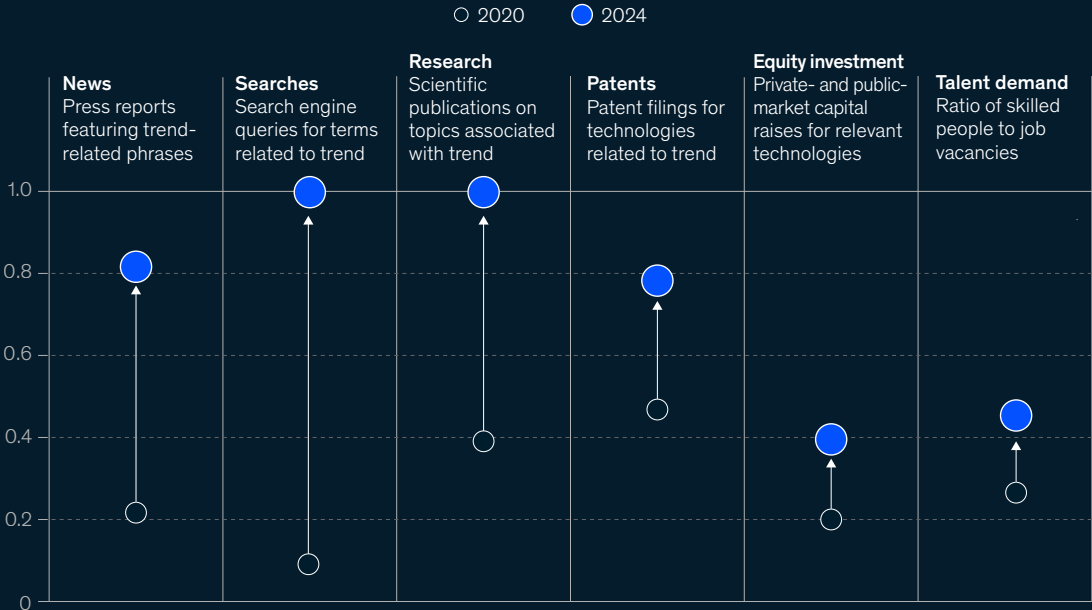 2020
2024
News
Press reports
featuring trend-
related phrases
Searches
Search engine
queries for terms
related to trend
Research
Scientific
publications on
topics associated
with trend
Patents
Patent filings for
technologies
related to trend
Equity investment
Private- and public-
market capital
raises for relevant
technologies
Talent demand
Ratio of skilled
people to job
vacancies
1.0
0.8
0.6
0.4
0.2
0